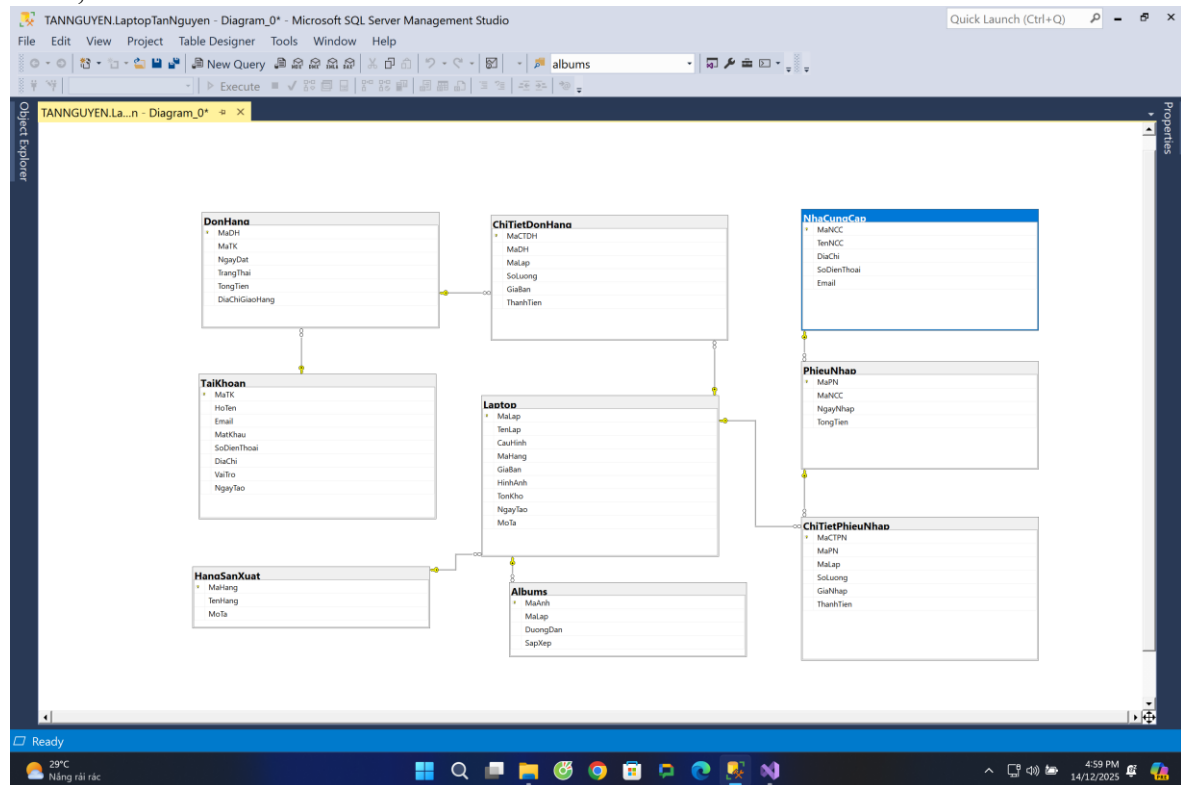 TANNGUYEN.LaptopTanNguyen - Diagram_0* - Microsoft SQL Server Management Studio
Quick Launch (Ctrl+Q)
File Edit View Project Table Designer Tools Window Help
New Query
albums
Execute
Object Explorer
TANNGUYEN.La...n - Diagram_0*
Properties
DonHang
MaDH
MaTK
NgayDat
TrangThai
TongTien
DiaChiGiaoHang
ChiTietDonHang
MaCTDH
MaDH
MaLap
SoLuong
GiaBan
ThanhTien
NhaCungCap
MaNCC
TenNCC
DiaChi
SoDienThoai
Email
TaiKhoan
MaTK
HoTen
Email
MatKhau
SoDienThoai
DiaChi
VaiTro
NgayTao
Laptop
MaLap
TenLap
CauHinh
MaHang
GiaBan
HinhAnh
TonKho
NgayTao
MoTa
PhieuNhap
MaPN
MaNCC
NgayNhap
TongTien
HangSanXuat
MaHang
TenHang
MoTa
Albums
MaAnh
MaLap
DuongDan
SapXep
ChiTietPhieuNhap
MaCTPN
MaPN
MaLap
SoLuong
GiaNhap
ThanhTien
Ready
29°C
Nắng rải rác
4:59 PM
14/12/2025